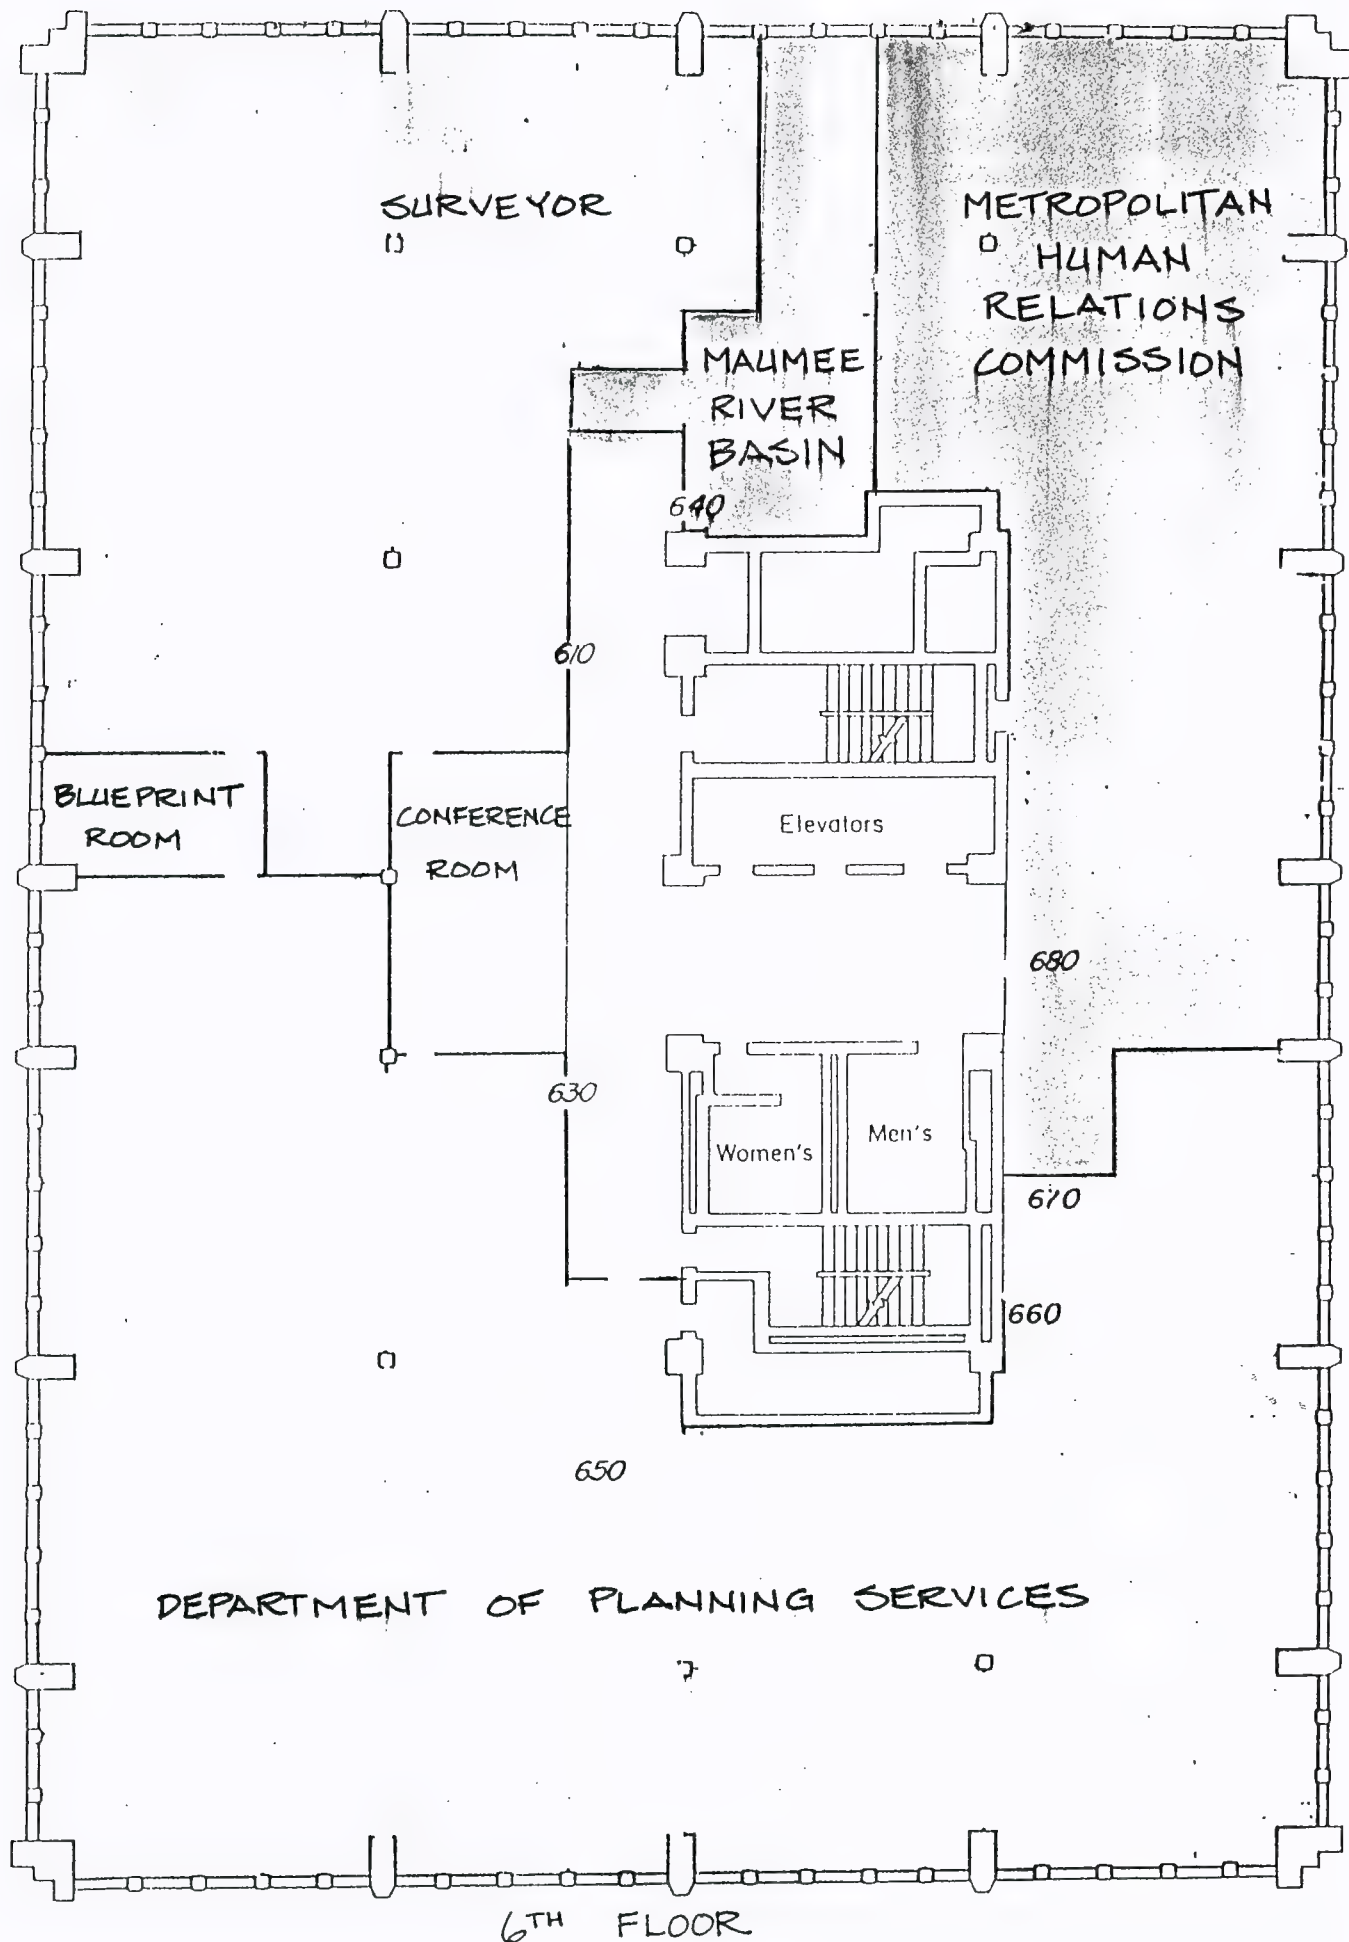 SURVEYOR
METROPOLITAN
HUMAN
RELATIONS
COMMISSION
MAUMEE
RIVER
BASIN
640
610
BLUEPRINT
ROOM
CONFERENCE
ROOM
Elevators
680
630
Women's
Men's
670
660
650
DEPARTMENT OF PLANNING SERVICES
6TH FLOOR